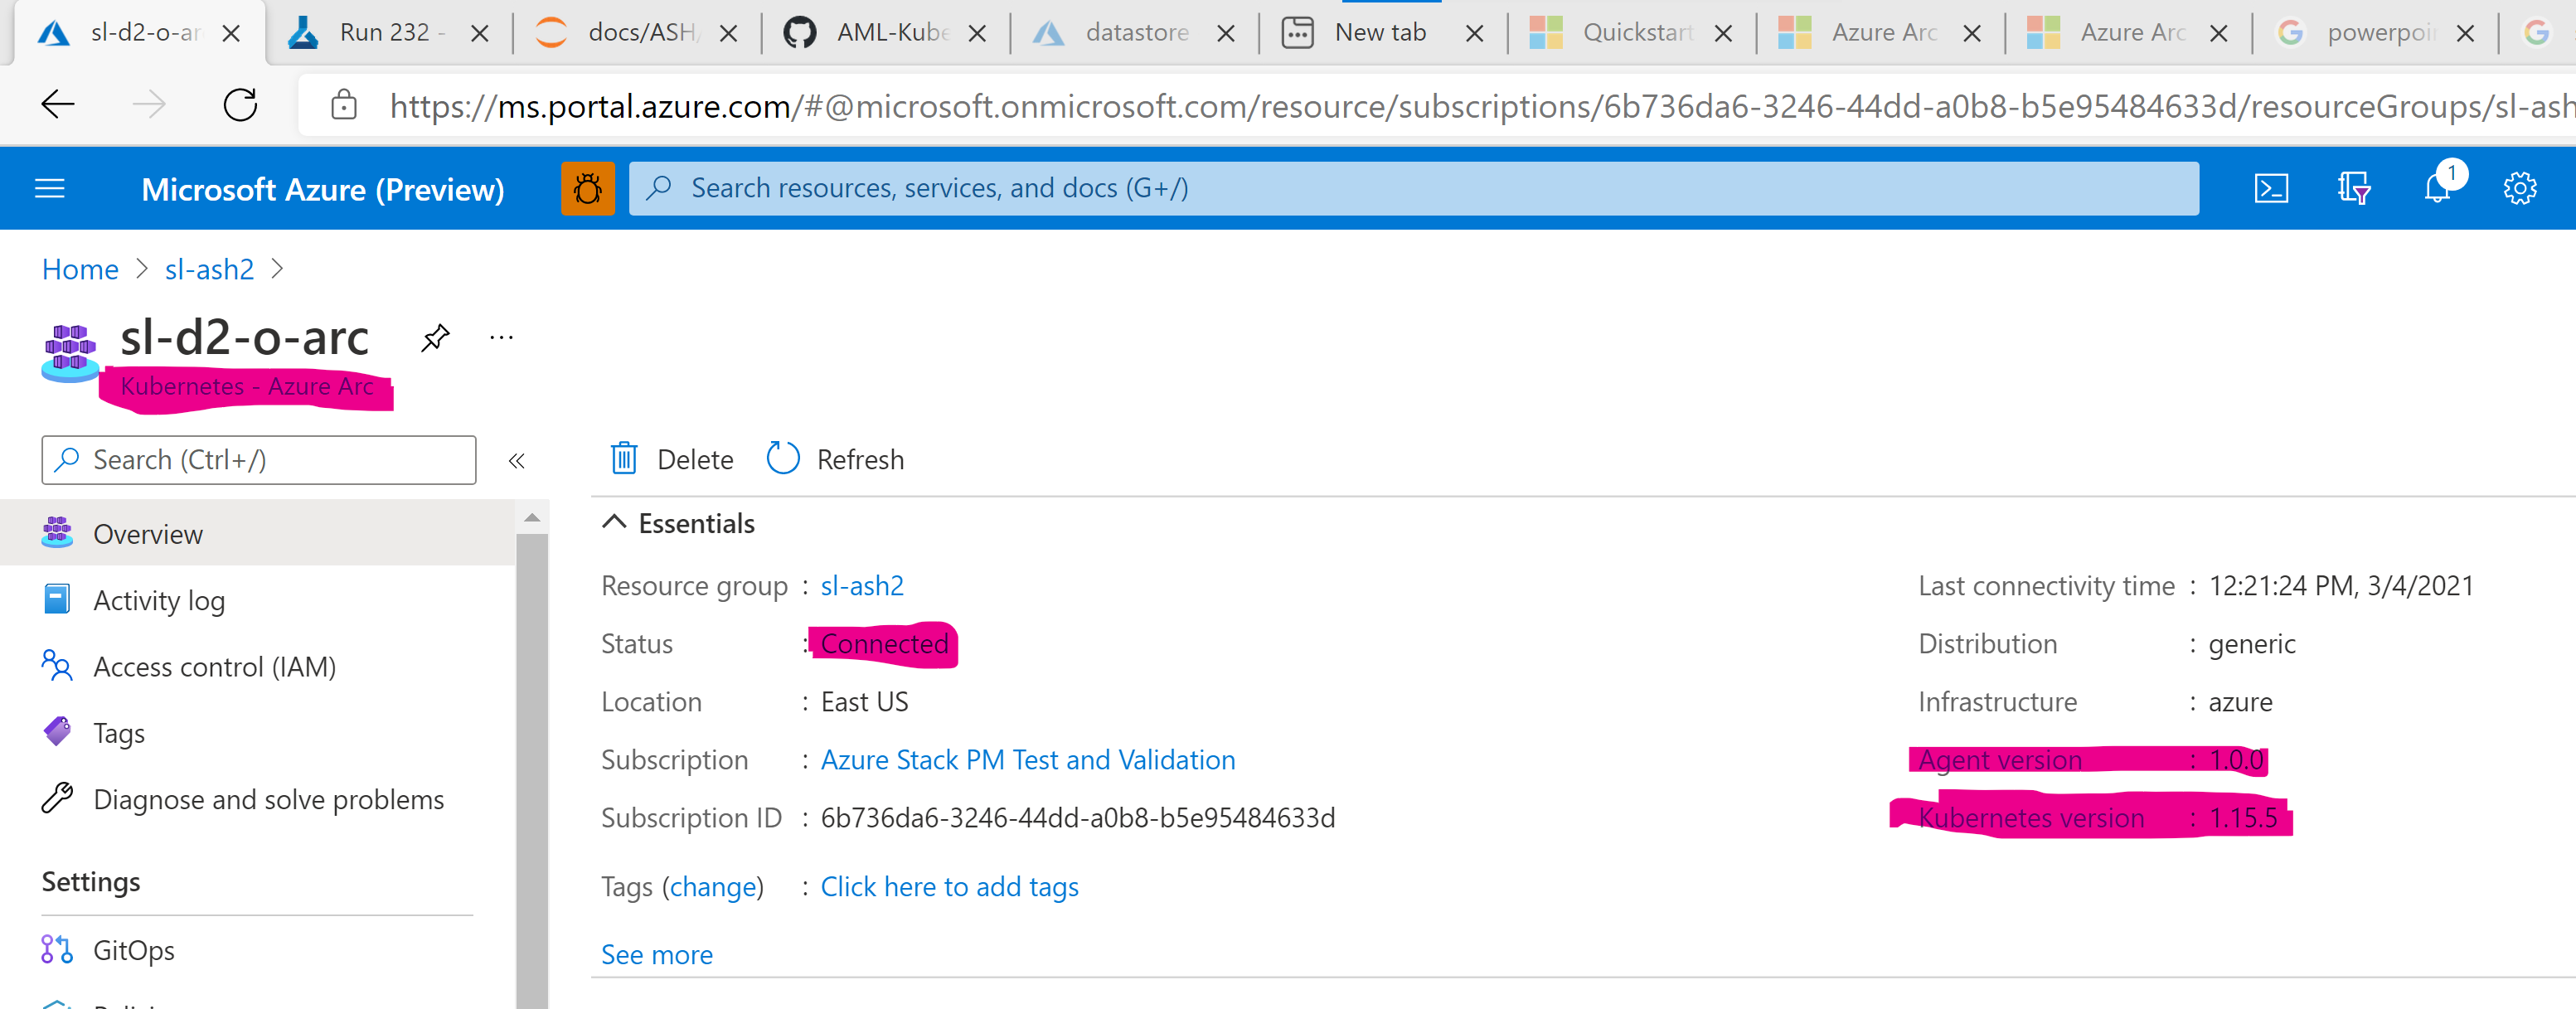 sl-d2-o-ar
Run 232 -
docs/ASH/
AML-Kube
datastore
New tab
Quickstart
Azure Arc
Azure Arc
powerpoi
https://ms.portal.azure.com/#@microsoft.onmicrosoft.com/resource/subscriptions/6b736da6-3246-44dd-a0b8-b5e95484633d/resourceGroups/sl-ash
Microsoft Azure (Preview)
Search resources, services, and docs (G+/)
1
Home > sl-ash2 >
sl-d2-o-arc
...
Kubernetes - Azure Arc
Search (Ctrl+/)
«
Overview
Activity log
Access control (IAM)
Tags
Diagnose and solve problems
Settings
GitOps
Delete
Refresh
Essentials
Resource group : sl-ash2
Status : Connected
Location : East US
Subscription : Azure Stack PM Test and Validation
Subscription ID : 6b736da6-3246-44dd-a0b8-b5e95484633d
Tags (change) : Click here to add tags
See more
Last connectivity time : 12:21:24 PM, 3/4/2021
Distribution : generic
Infrastructure : azure
Agent version : 1.0.0
Kubernetes version : 1.15.5